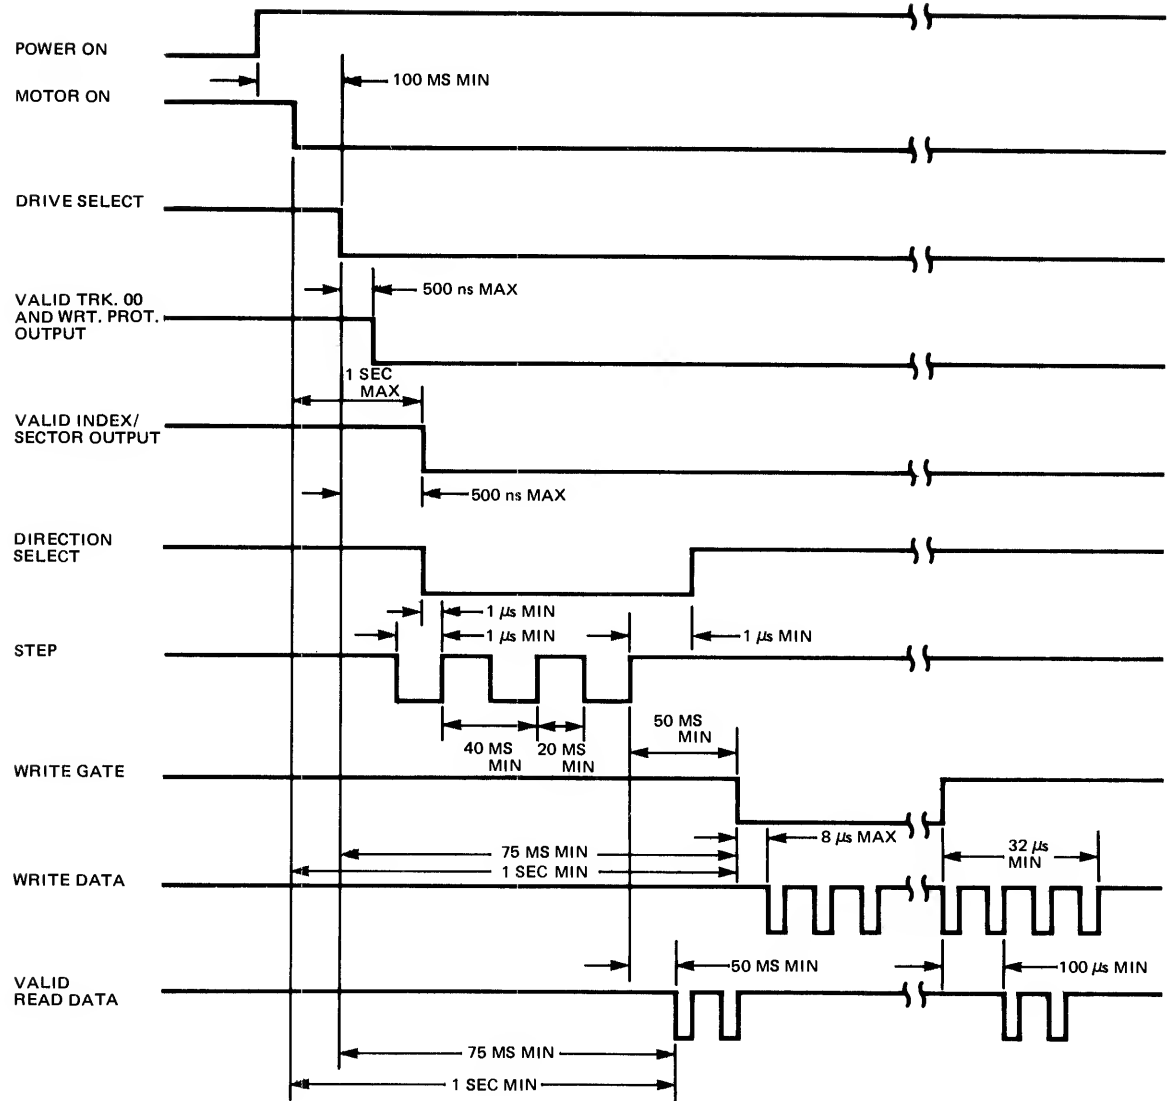 POWER ON
100 MS MIN
MOTOR ON
DRIVE SELECT
500 ns MAX
VALID TRK. 00
AND WRT. PROT.
OUTPUT
1 SEC
MAX
VALID INDEX/
SECTOR OUTPUT
500 ns MAX
DIRECTION
SELECT
1 μs MIN
1 μs MIN
1 μs MIN
STEP
40 MS
MIN
20 MS
MIN
50 MS
MIN
WRITE GATE
8 μs MAX
32 μs
MIN
75 MS MIN
1 SEC MIN
WRITE DATA
50 MS MIN
100 μs MIN
VALID
READ DATA
75 MS MIN
1 SEC MIN